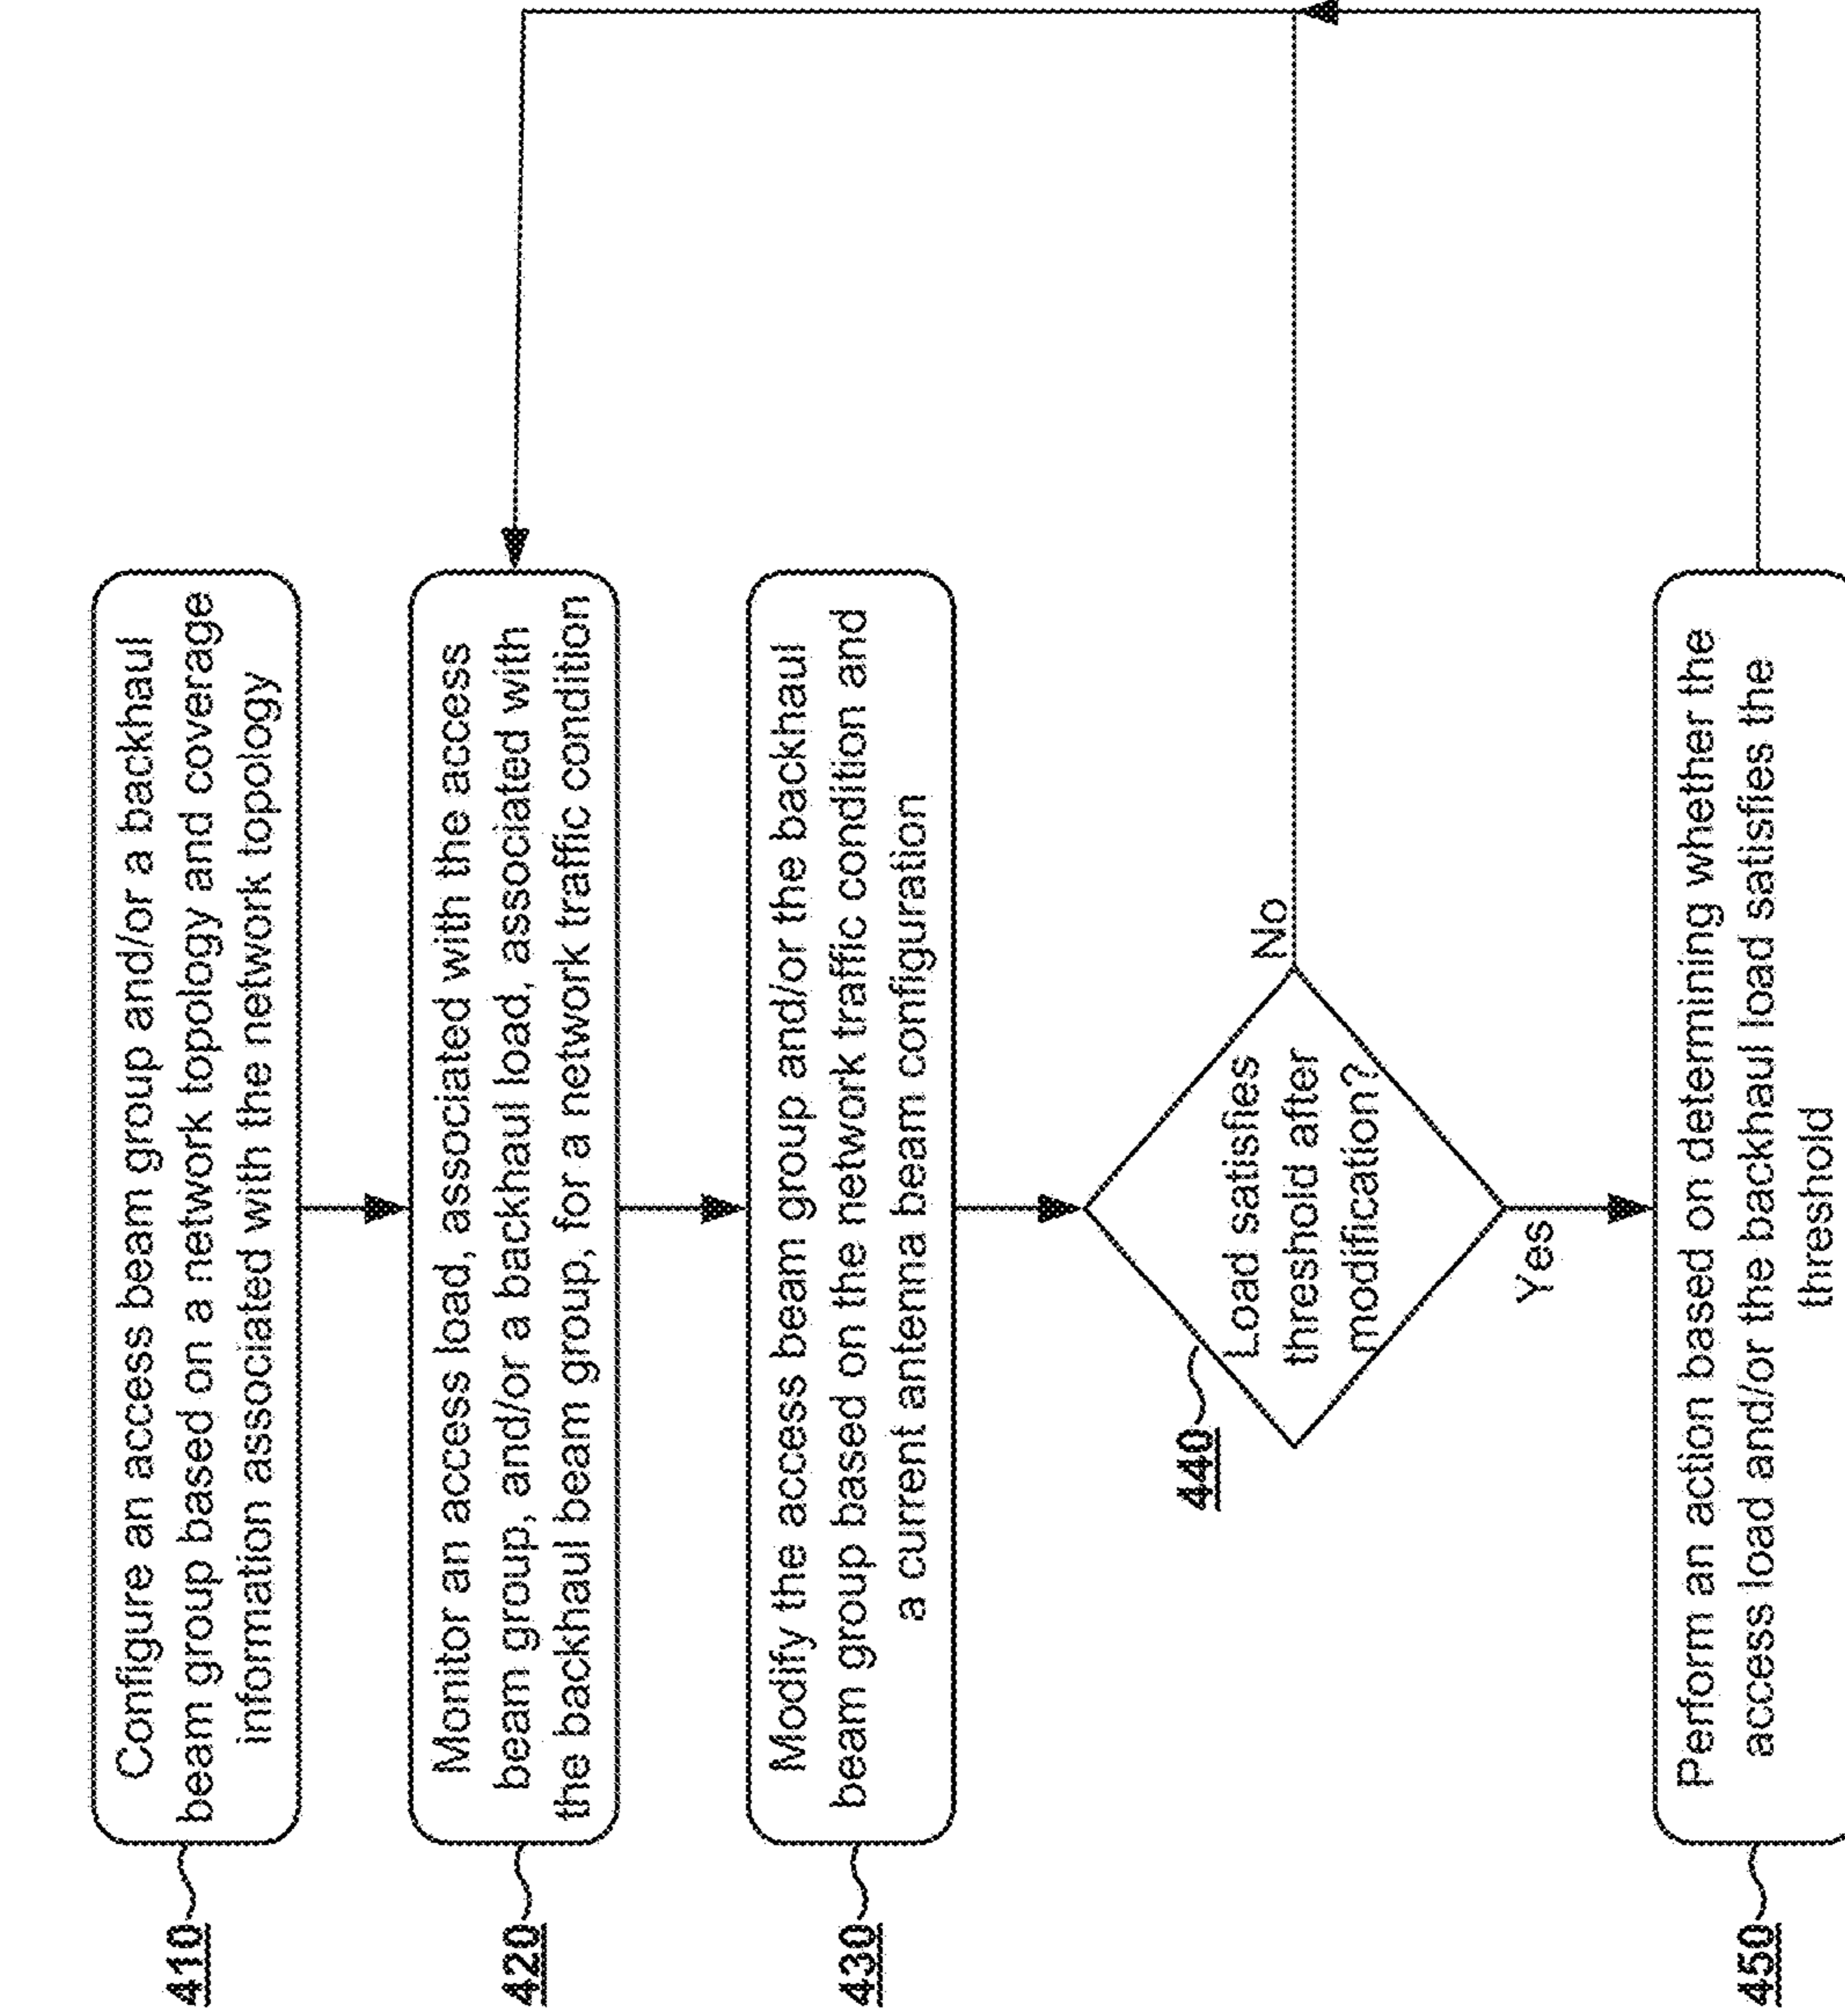 410
Configure an access beam group and/or a backhaul
beam group based on a network topology and coverage
information associated with the network topology
420
Monitor an access load, associated with the access
beam group, and/or a backhaul load, associated with
the backhaul beam group, for a network traffic condition
430
Modify the access beam group and/or the backhaul
beam group based on the network traffic condition and
a current antenna beam configuration
440
Load satisfies
threshold after
modification?
No
Yes
450
Perform an action based on determining whether the
access load and/or the backhaul load satisfies the
threshold